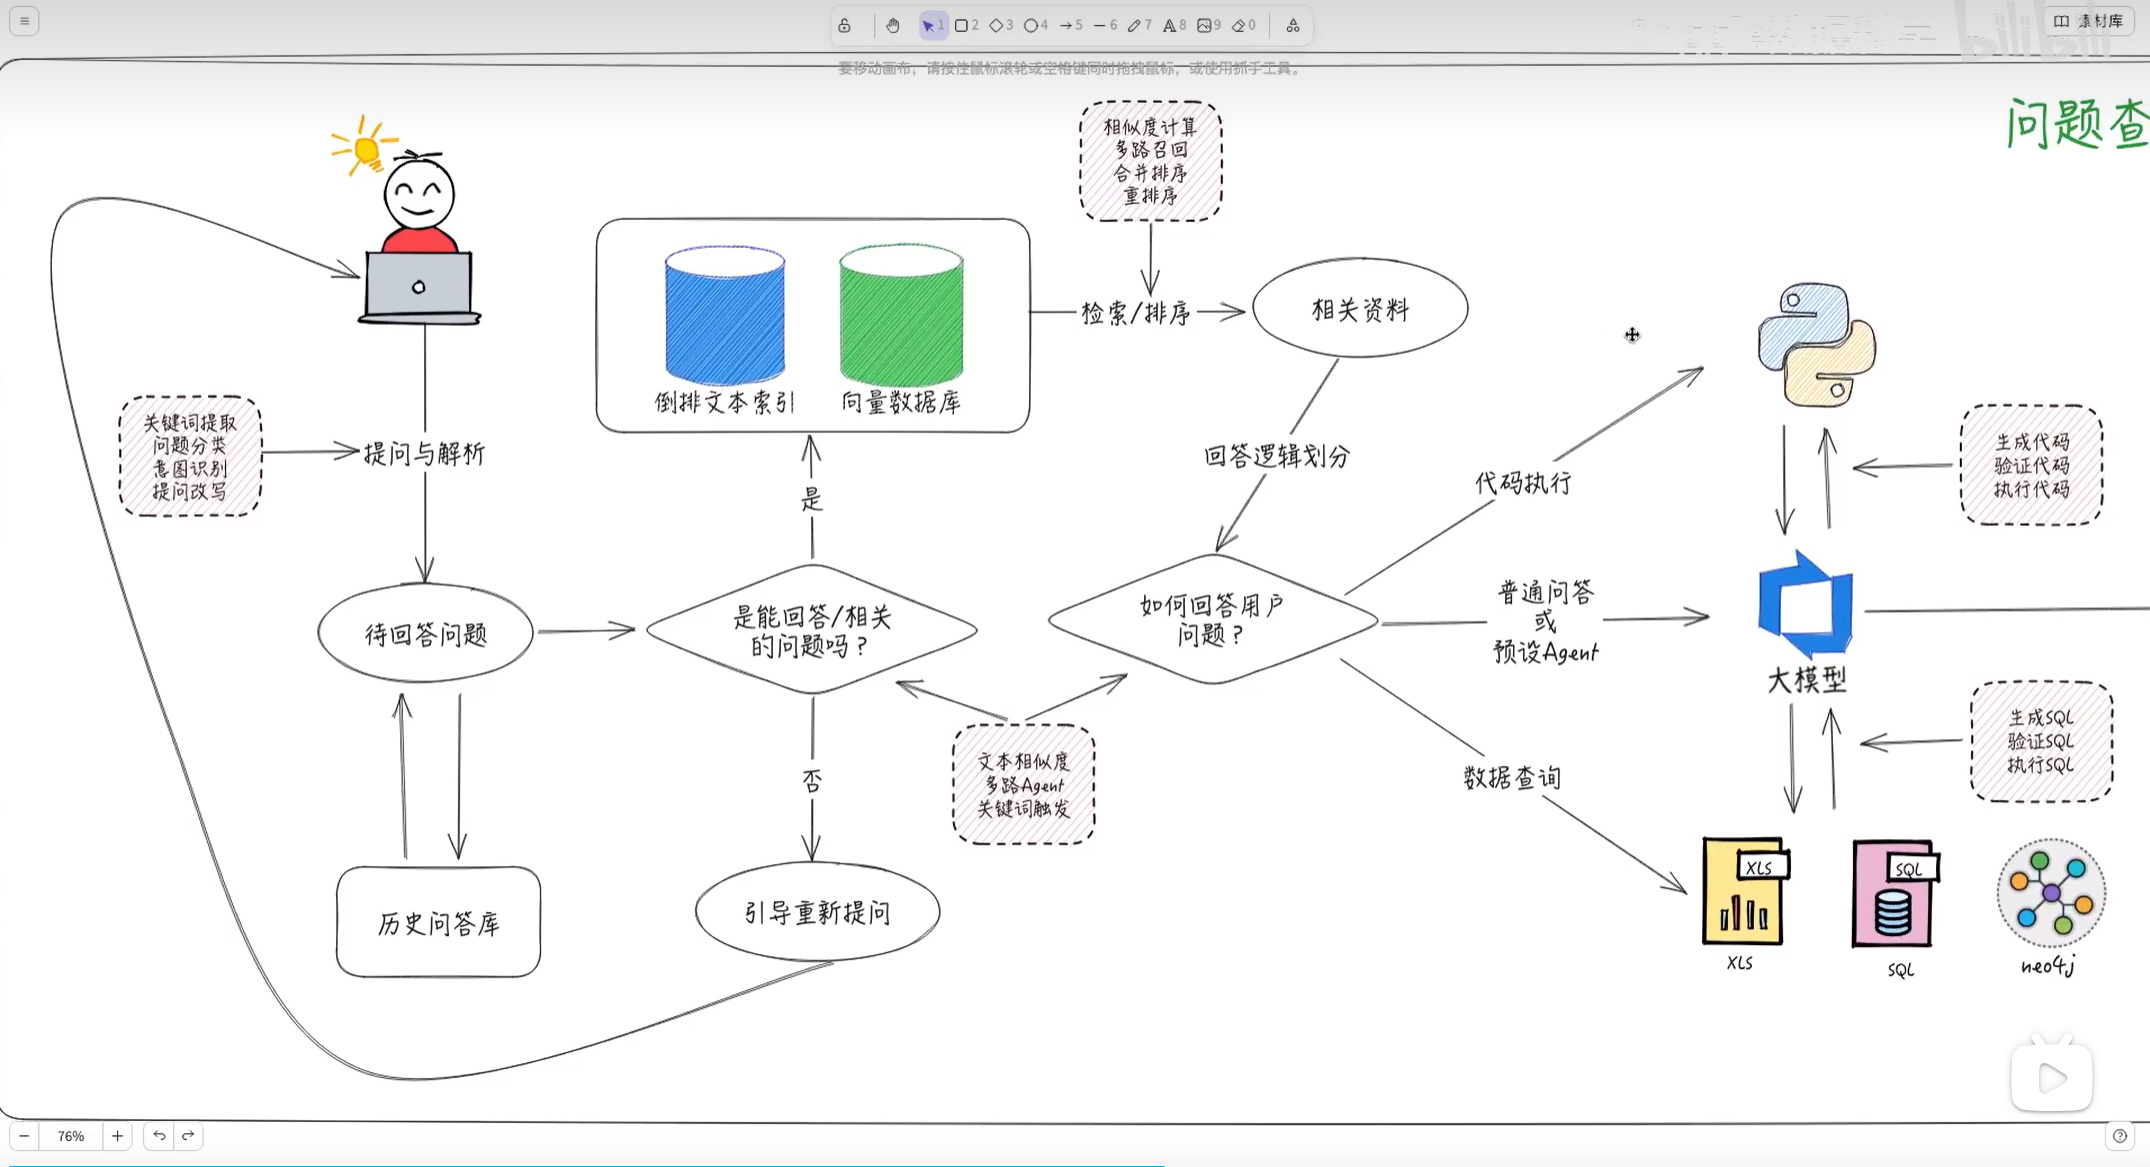 1
2
3
4
5
6
7
8
9
0
素材库
要移动画布，请按住鼠标滚轮或空格键同时拖拽鼠标，或使用抓手工具。
问题查
相似度计算
多路召回
合并排序
重排序
检索/排序
相关资料
倒排文本索引
向量数据库
关键词提取
问题分类
意图识别
提问改写
提问与解析
是
回答逻辑划分
代码执行
生成代码
验证代码
执行代码
待回答问题
是能回答/相关
的问题吗？
如何回答用户
问题？
普通问答
或
预设Agent
大模型
否
文本相似度
多路Agent
关键词触发
数据查询
生成SQL
验证SQL
执行SQL
历史问答库
引导重新提问
XLS
SQL
XLS
SQL
neo4j
76%